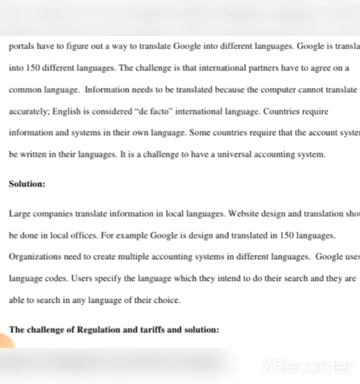 portals have to figure out a way to translate Google into different languages. Google is transla
into 150 different languages. The challenge is that international partners have to agree on a
common language. Information needs to be translated because the computer cannot translate
accurately; English is considered “de facto” international language. Countries require
information and systems in their own language. Some countries require that the account syste
be written in their languages. It is a challenge to have a universal accounting system.
Solution:
Large companies translate information in local languages. Website design and translation sho
be done in local offices. For example Google is design and translated in 150 languages.
Organizations need to create multiple accounting systems in different languages. Google uses
language codes. Users specify the language which they intend to do their search and they are
able to search in any language of their choice.
The challenge of Regulation and tariffs and solution:
XRecorder